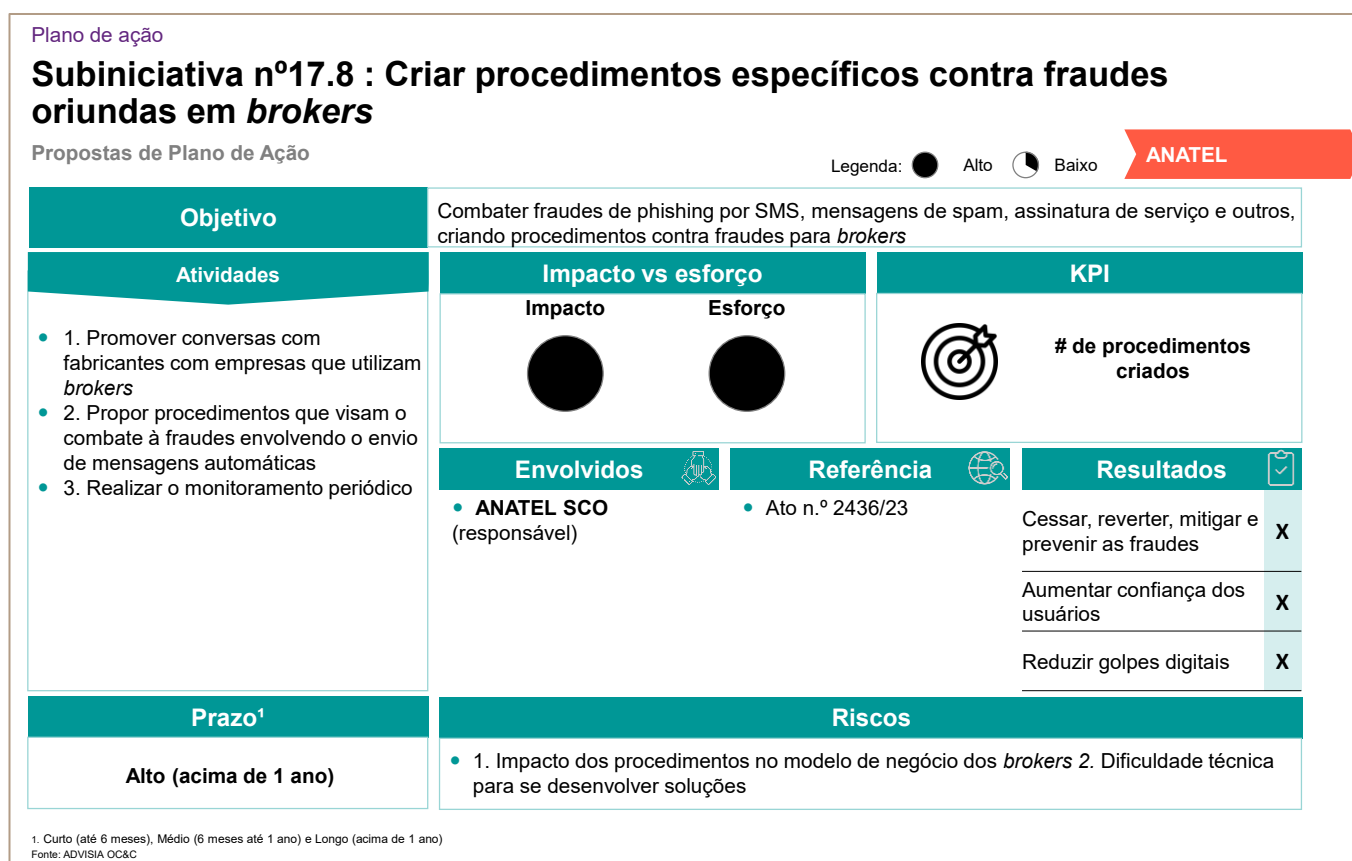 Plano de ação
Subiniciativa nº17.8 : Criar procedimentos específicos contra fraudes
oriundas em brokers
Propostas de Plano de Ação
Legenda: Alto Baixo
ANATEL
Objetivo
Combater fraudes de phishing por SMS, mensagens de spam, assinatura de serviço e outros,
criando procedimentos contra fraudes para brokers
Atividades
• 1. Promover conversas com
fabricantes com empresas que utilizam
brokers
• 2. Propor procedimentos que visam o
combate à fraudes envolvendo o envio
de mensagens automáticas
• 3. Realizar o monitoramento periódico
Impacto vs esforço
Impacto Esforço
KPI
# de procedimentos
criados
Envolvidos
• ANATEL SCO
(responsável)
Referência
• Ato n.º 2436/23
Resultados
Cessar, reverter, mitigar e
prevenir as fraudes
X
Aumentar confiança dos
usuários
X
Reduzir golpes digitais X
Prazo¹
Alto (acima de 1 ano)
Riscos
• 1. Impacto dos procedimentos no modelo de negócio dos brokers 2. Dificuldade técnica
para se desenvolver soluções
1. Curto (até 6 meses), Médio (6 meses até 1 ano) e Longo (acima de 1 ano)
Fonte: ADVISIA OC&C